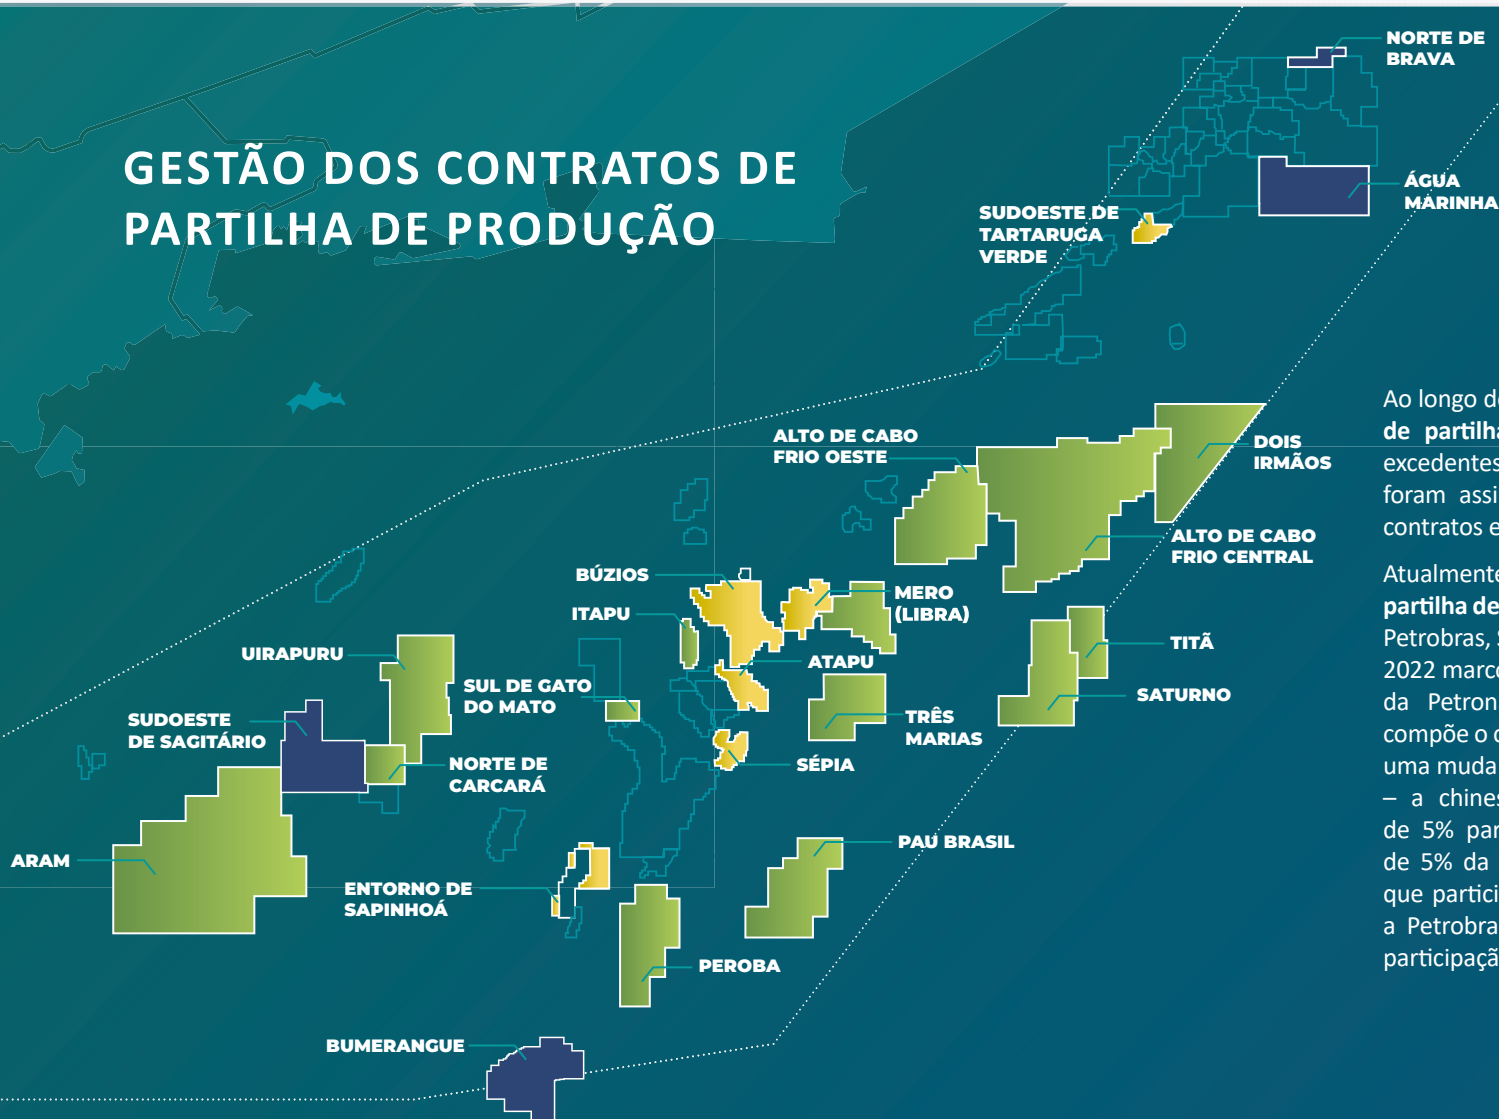 GESTÃO DOS CONTRATOS DE
PARTILHA DE PRODUÇÃO
NORTE DE
BRAVA
ÁGUA
MARINHA
SUDOESTE DE
TARTARUGA
VERDE
ALTO DE CABO
FRIO OESTE
DOIS
IRMÃOS
ALTO DE CABO
FRIO CENTRAL
BÚZIOS
MERO
(LIBRA)
ITAPU
TITÃ
UIRAPURU
ATAPU
SUL DE GATO
DO MATO
SATURNO
SUDOESTE
DE SAGITÁRIO
TRÊS
MARIAS
NORTE DE
CARCARÁ
SÉPIA
PAU BRASIL
ARAM
ENTORNO DE
SAPINHOÁ
PEROBA
BUMERANGUE
Ao longo d
de partilha
excedentes
foram assi
contratos e
Atualmente
partilha de
Petrobras, S
2022 marco
da Petron
compõe o c
uma muda
– a chines
de 5% par
de 5% da
que partici
a Petrobra
participaçã